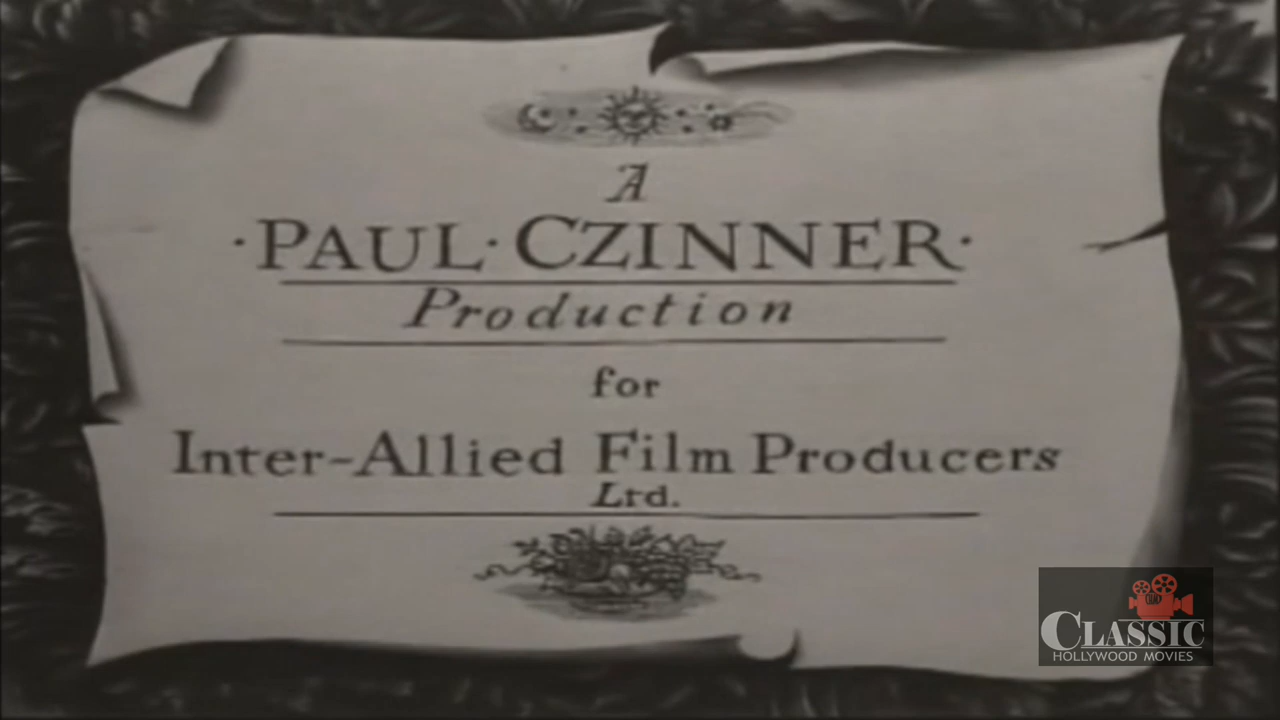 A
·PAUL·CZINNER·
Production
for
Inter-Allied Film Producers
Ltd.
CLASSIC
HOLLYWOOD MOVIES